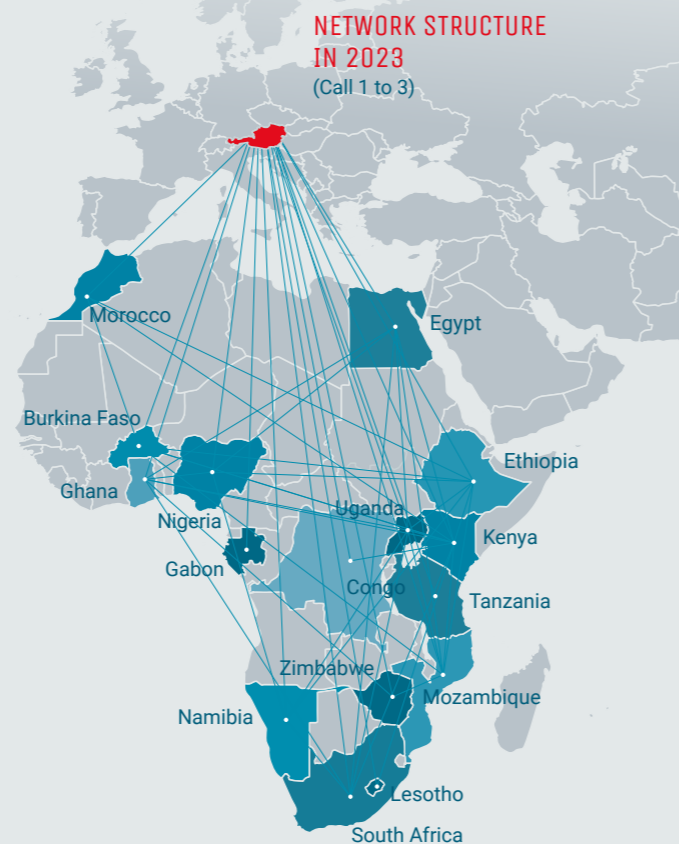 NETWORK STRUCTURE
IN 2023
(Call 1 to 3)
Morocco
Egypt
Burkina Faso
Ethiopia
Ghana
Uganda
Nigeria
Kenya
Gabon
Congo
Tanzania
Zimbabwe
Mozambique
Namibia
Lesotho
South Africa